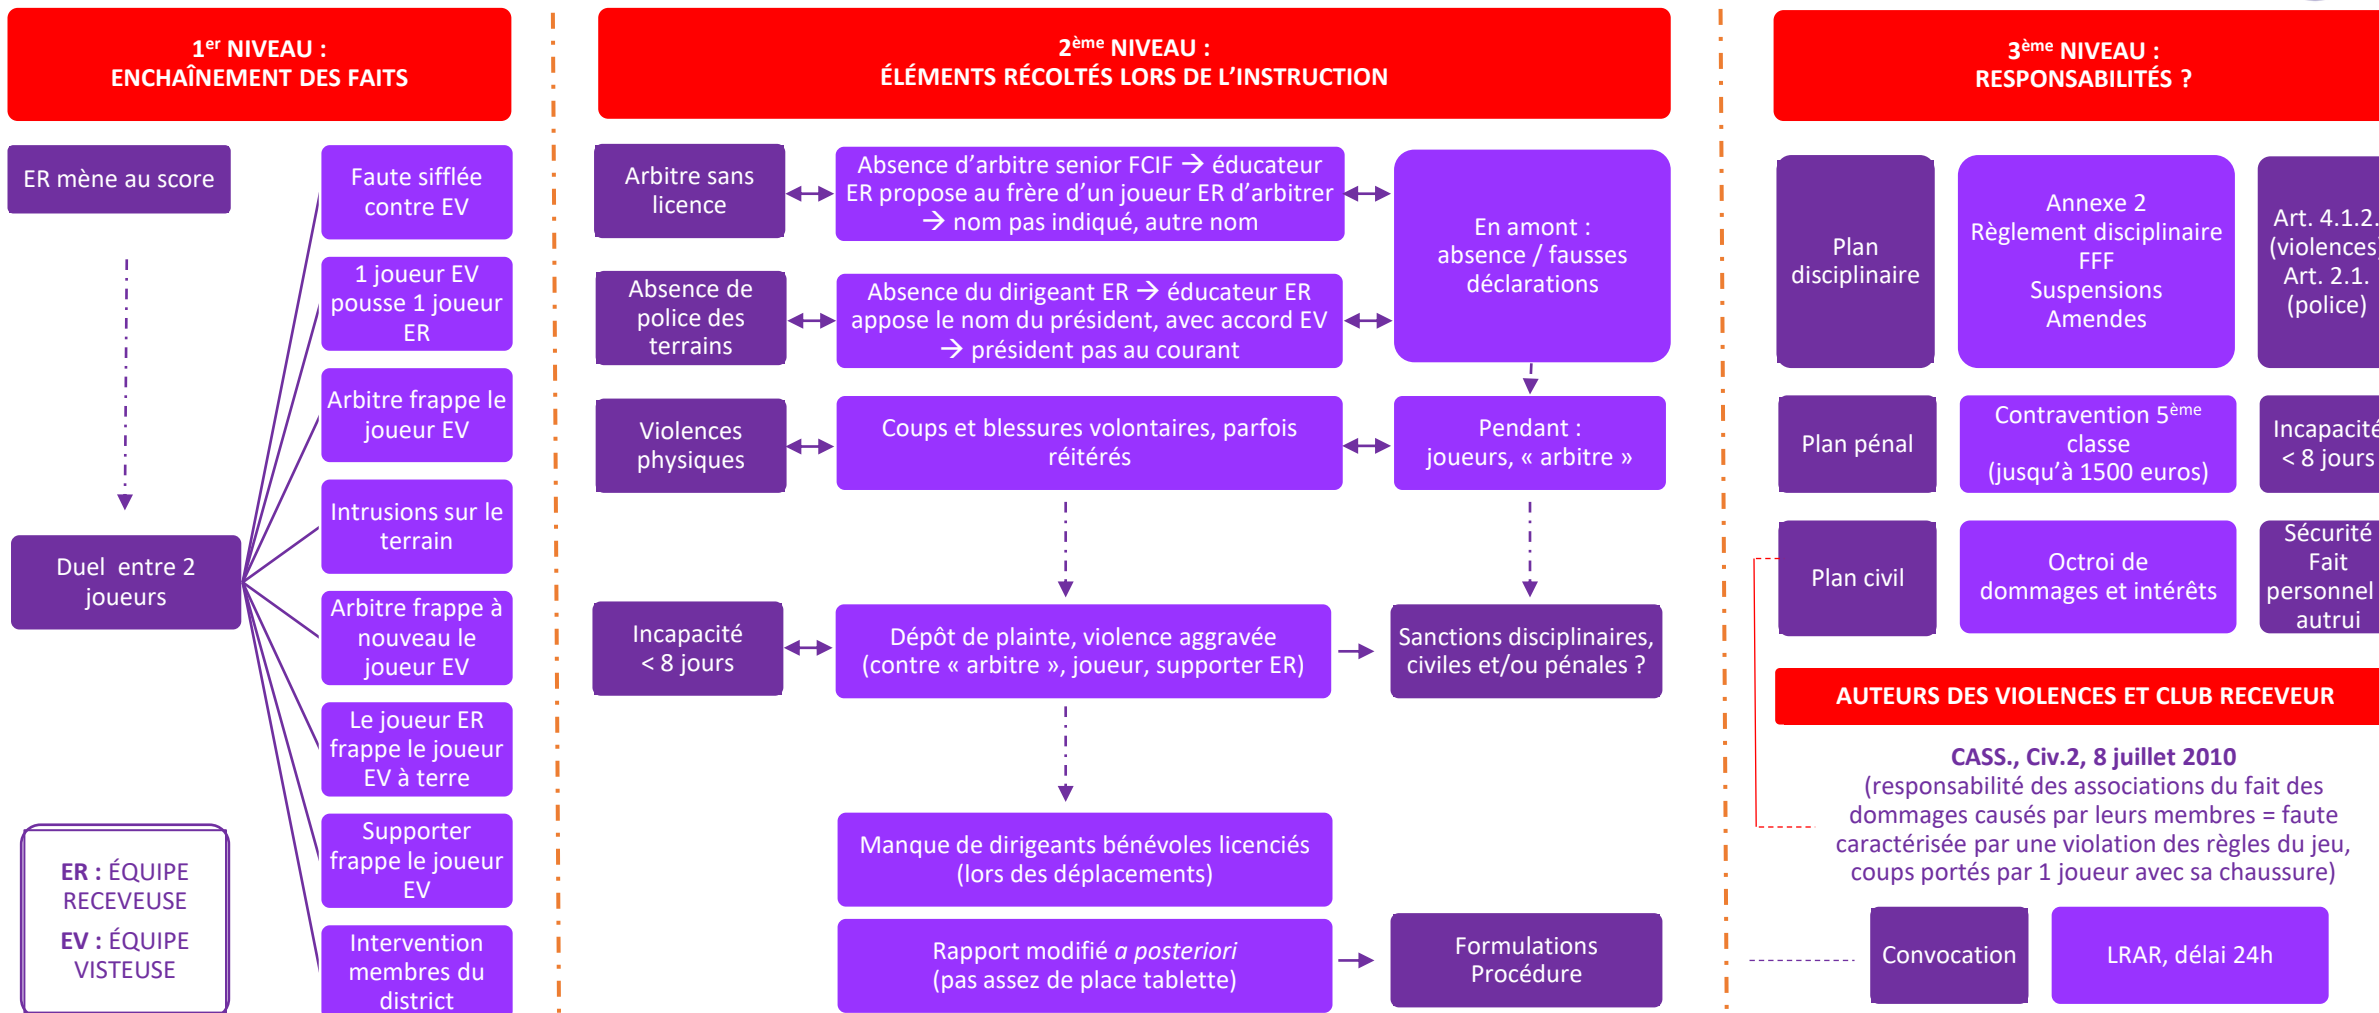 1er NIVEAU :
ENCHAÎNEMENT DES FAITS
ER mène au score
Duel entre 2
joueurs
Faute sifflée
contre EV
1 joueur EV
pousse 1 joueur
ER
Arbitre frappe le
joueur EV
Intrusions sur le
terrain
Arbitre frappe à
nouveau le
joueur EV
Le joueur ER
frappe le joueur
EV à terre
Supporter
frappe le joueur
EV
Intervention
membres du
district
ER : ÉQUIPE
RECEVEUSE
EV : ÉQUIPE
VISTEUSE
2ème NIVEAU :
ÉLÉMENTS RÉCOLTÉS LORS DE L'INSTRUCTION
Arbitre sans
licence
Absence d'arbitre senior FCIF → éducateur
ER propose au frère d'un joueur ER d'arbitrer
→ nom pas indiqué, autre nom
En amont :
absence / fausses
déclarations
Absence de
police des
terrains
Absence du dirigeant ER → éducateur ER
appose le nom du président, avec accord EV
→ président pas au courant
Violences
physiques
Coups et blessures volontaires, parfois
réitérés
Pendant :
joueurs, « arbitre »
Incapacité
< 8 jours
Dépôt de plainte, violence aggravée
(contre « arbitre », joueur, supporter ER)
Sanctions disciplinaires,
civiles et/ou pénales ?
Manque de dirigeants bénévoles licenciés
(lors des déplacements)
Rapport modifié a posteriori
(pas assez de place tablette)
Formulations
Procédure
3ème NIVEAU :
RESPONSABILITÉS ?
Plan
disciplinaire
Annexe 2
Règlement disciplinaire
FFF
Suspensions
Amendes
Art. 4.1.2.
(violences)
Art. 2.1.
(police)
Plan pénal
Contravention 5ème
classe
(jusqu'à 1500 euros)
Incapacité
< 8 jours
Plan civil
Octroi de
dommages et intérêts
Sécurité
Fait
personnel
autrui
AUTEURS DES VIOLENCES ET CLUB RECEVEUR
CASS., Civ.2, 8 juillet 2010
(responsabilité des associations du fait des
dommages causés par leurs membres = faute
caractérisée par une violation des règles du jeu,
coups portés par 1 joueur avec sa chaussure)
Convocation
LRAR, délai 24h